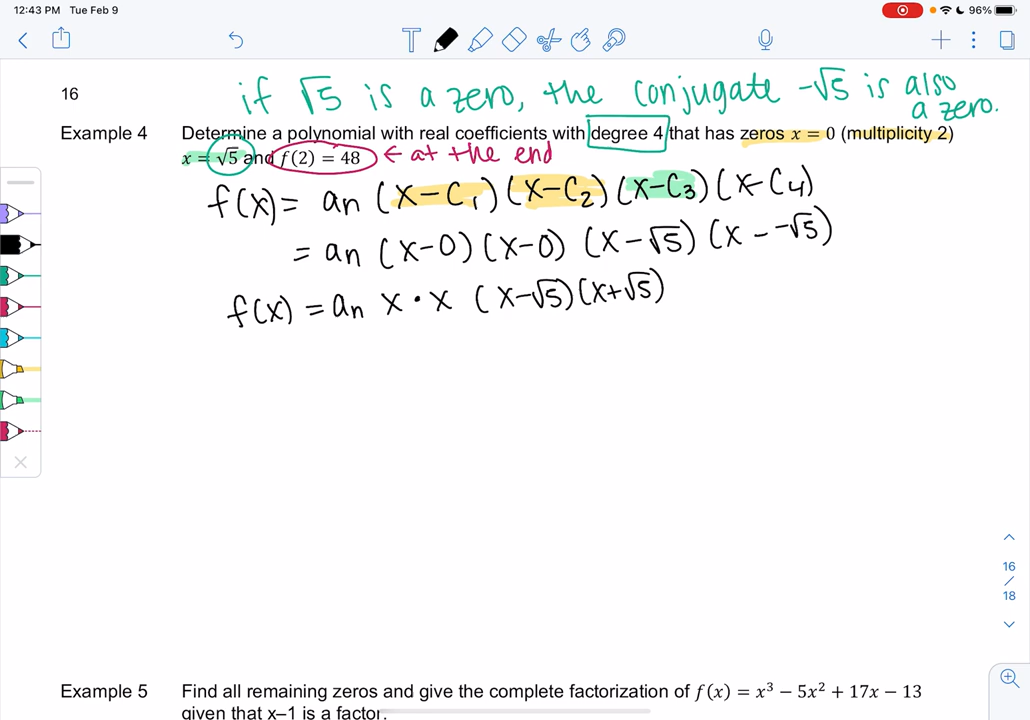 12:43 PM Tue Feb 9
96%
T
if √5 is a zero, the conjugate -√5 is also
a zero.
16
Example 4 Determine a polynomial with real coefficients with degree 4 that has zeros x = 0 (multiplicity 2)
x = √5 and f(2) = 48 ← at the end
f(x) = an (x-C₁)(x-C₂)(x-C₃)(x-C₄)
= an (x-0)(x-0)(x-√5)(x--√5)
f(x) = an x·x (x-√5)(x+√5)
16
/
18
Example 5 Find all remaining zeros and give the complete factorization of f(x) = x³ − 5x² + 17x − 13
given that x–1 is a factor.